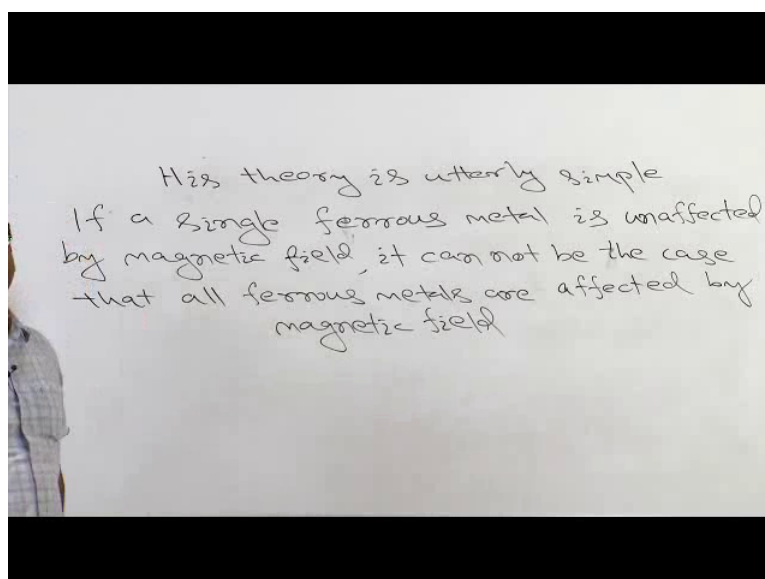 His theory is utterly simple
If a single ferrous metal is unaffected
by magnetic field, it can not be the case
that all ferrous metals are affected by
magnetic field